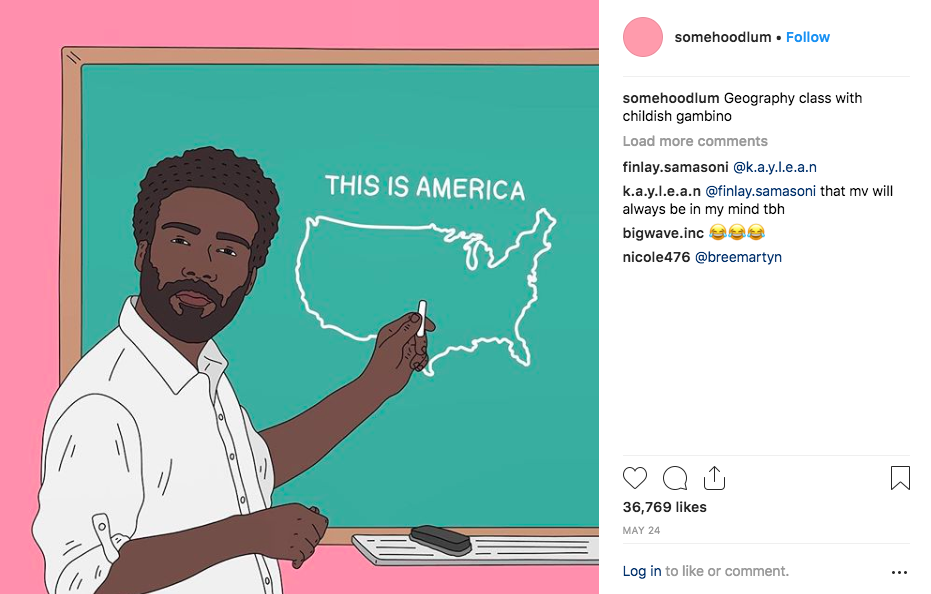 THIS IS AMERICA
somehoodlum • Follow
somehoodlum Geography class with
childish gambino
Load more comments
finlay.samasoni @k.a.y.l.e.a.n
k.a.y.l.e.a.n @finlay.samasoni that mv will
always be in my mind tbh
bigwave.inc 😂😂😂
nicole476 @breemartyn
36,769 likes
MAY 24
Log in to like or comment.